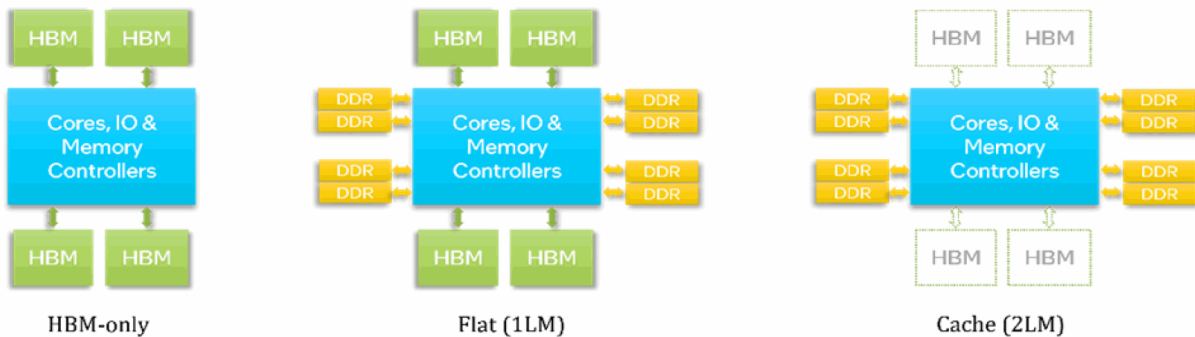 HBM HBM
Cores, IO &
Memory
Controllers
HBM HBM
HBM-only
HBM HBM
DDR DDR
DDR DDR
Cores, IO &
Memory
Controllers
DDR DDR
DDR DDR
HBM HBM
Flat (1LM)
HBM HBM
DDR DDR
DDR DDR
Cores, IO &
Memory
Controllers
DDR DDR
DDR DDR
HBM HBM
Cache (2LM)